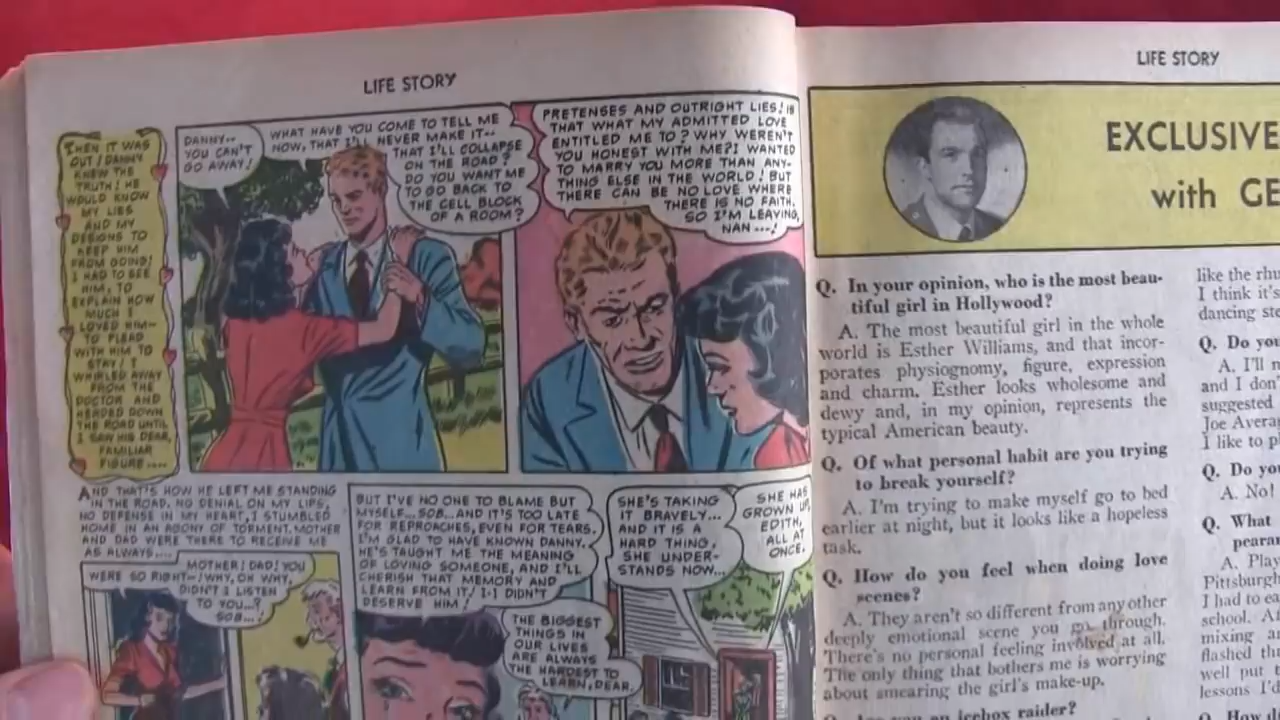 LIFE STORY
THEN IT WAS
OUT! DANNY
KNEW THE
TRUTH! HE
WOULD KNOW
MY LIES
AND MY
DESIGNS TO
KEEP HIM
FROM GOING!
I HAD TO SEE
HIM, TO
EXPLAIN HOW
MUCH I
LOVED HIM--
TO PLEAD
WITH HIM TO
STAY! I
WHIRLED AWAY
FROM THE
DOCTOR AND
HEADED DOWN
THE ROAD UNTIL
I SAW HIS DEAR,
FAMILIAR
FIGURE....
DANNY--
YOU CAN'T
GO AWAY!
WHAT HAVE YOU COME TO TELL ME
NOW, THAT I'LL NEVER MAKE IT--
THAT I'LL COLLAPSE
ON THE ROAD?
DO YOU WANT ME
TO GO BACK TO
THE CELL BLOCK
OF A ROOM?
PRETENSES AND OUTRIGHT LIES! IS
THAT WHAT MY ADMITTED LOVE
ENTITLED ME TO? WHY WEREN'T
YOU HONEST WITH ME? I WANTED
TO MARRY YOU MORE THAN ANY-
THING ELSE IN THE WORLD! BUT
THERE CAN BE NO LOVE WHERE
THERE IS NO FAITH.
SO I'M LEAVING,
NAN...!
AND THAT'S HOW HE LEFT ME STANDING
IN THE ROAD. NO DENIAL ON MY LIPS,
NO DEFENSE IN MY HEART, I STUMBLED
HOME IN AN AGONY OF TORMENT. MOTHER
AND DAD WERE THERE TO RECEIVE ME
AS ALWAYS....
MOTHER! DAD! YOU
WERE SO RIGHT--! WHY, OH WHY,
DIDN'T I LISTEN
TO YOU...?
SOB...!
BUT I'VE NO ONE TO BLAME BUT
MYSELF...SOB...AND IT'S TOO LATE
FOR REPROACHES, EVEN FOR TEARS.
I'M GLAD TO HAVE KNOWN DANNY.
HE'S TAUGHT ME THE MEANING
OF LOVING SOMEONE, AND I'LL
CHERISH THAT MEMORY AND
LEARN FROM IT! I-I DIDN'T
DESERVE HIM!
THE BIGGEST
THINGS IN
OUR LIVES
ARE ALWAYS
THE HARDEST TO
LEARN, DEAR.
SHE'S TAKING
IT BRAVELY...
AND IT IS A
HARD THING.
SHE UNDER-
STANDS NOW...
SHE HAS
GROWN UP,
EDITH,
ALL AT
ONCE.
LIFE STORY
EXCLUSIVE
with GE
Q. In your opinion, who is the most beau-
tiful girl in Hollywood?
A. The most beautiful girl in the whole
world is Esther Williams, and that incor-
porates physiognomy, figure, expression
and charm. Esther looks wholesome and
dewy and, in my opinion, represents the
typical American beauty.
Q. Of what personal habit are you trying
to break yourself?
A. I'm trying to make myself go to bed
earlier at night, but it looks like a hopeless
task.
Q. How do you feel when doing love
scenes?
A. They aren't so different from any other
deeply emotional scene you go through.
There's no personal feeling involved at all.
The only thing that bothers me is worrying
about smearing the girl's make-up.
Q. Are you an icebox raider?
like the rhu
I think it's
dancing ste
Q. Do you
A. I'll n
and I don'
suggested
Joe Avera
I like to p
Q. Do yo
A. No!
Q. What
pearan
A. Play
Pittsburgh
I had to ea
school. A
mixing a
flashed th
well put
lessons I'd
Q. How d